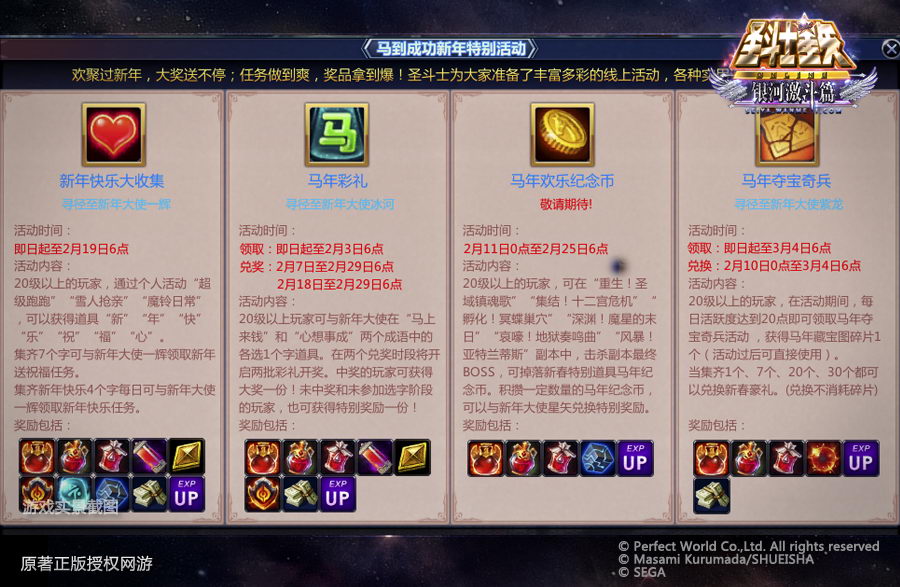 马到成功新年特别活动
圣斗士星矢
ONLINE
银河激斗篇
SEIYA.WANMEI.COM
欢聚过新年，大奖送不停；任务做到爽，奖品拿到爆！圣斗士为大家准备了丰富多彩的线上活动，各种实
马
新年快乐大收集
寻径至新年大使一辉
活动时间：
即日起至2月19日6点
活动内容：
20级以上的玩家，通过个人活动“超
级跑跑”“雪人抢亲”“魔铃日常”
，可以获得道具“新”“年”“快”
“乐”“祝”“福”“心”。
集齐7个字可与新年大使一辉领取新年
送祝福任务。
集齐新年快乐4个字每日可与新年大使
一辉领取新年快乐任务。
奖励包括：
EXP
UP
游戏实景截图
马年彩礼
寻径至新年大使冰河
活动时间：
领取：即日起至2月3日6点
兑奖：2月7日至2月29日6点
2月18日至2月29日6点
活动内容：
20级以上玩家可与新年大使在“马上
来钱”和“心想事成”两个成语中的
各选1个字道具。在两个兑奖时段将开
启两批彩礼开奖。中奖的玩家可获得
大奖一份！未中奖和未参加选字阶段
的玩家，也可获得特别奖励一份！
奖励包括：
EXP
UP
马年欢乐纪念币
敬请期待!
活动时间：
2月11日0点至2月25日6点
活动内容：
20级以上的玩家，可在“重生！圣
域镇魂歌”“集结！十二宫危机”“
孵化！冥蝶巢穴”“深渊！魔星的末
日”“哀嚎！地狱奏鸣曲”“风暴！
亚特兰蒂斯”副本中，击杀副本最终
BOSS，可掉落新春特别道具马年纪
念币。积攒一定数量的马年纪念币，
可以与新年大使星矢兑换特别奖励。
奖励包括：
EXP
UP
马年夺宝奇兵
寻径至新年大使紫龙
活动时间：
领取：即日起至3月4日6点
兑换：2月10日0点至3月4日6点
活动内容：
20级以上的玩家，在活动期间，每
日活跃度达到20点即可领取马年夺
宝奇兵活动，获得马年藏宝图碎片1
个（活动过后可直接使用）。
当集齐1个、7个、20个、30个都可
以兑换新春豪礼。(兑换不消耗碎片)
奖励包括：
EXP
UP
原著正版授权网游
© Perfect World Co.,Ltd. All rights reserved
© Masami Kurumada/SHUEISHA
© SEGA